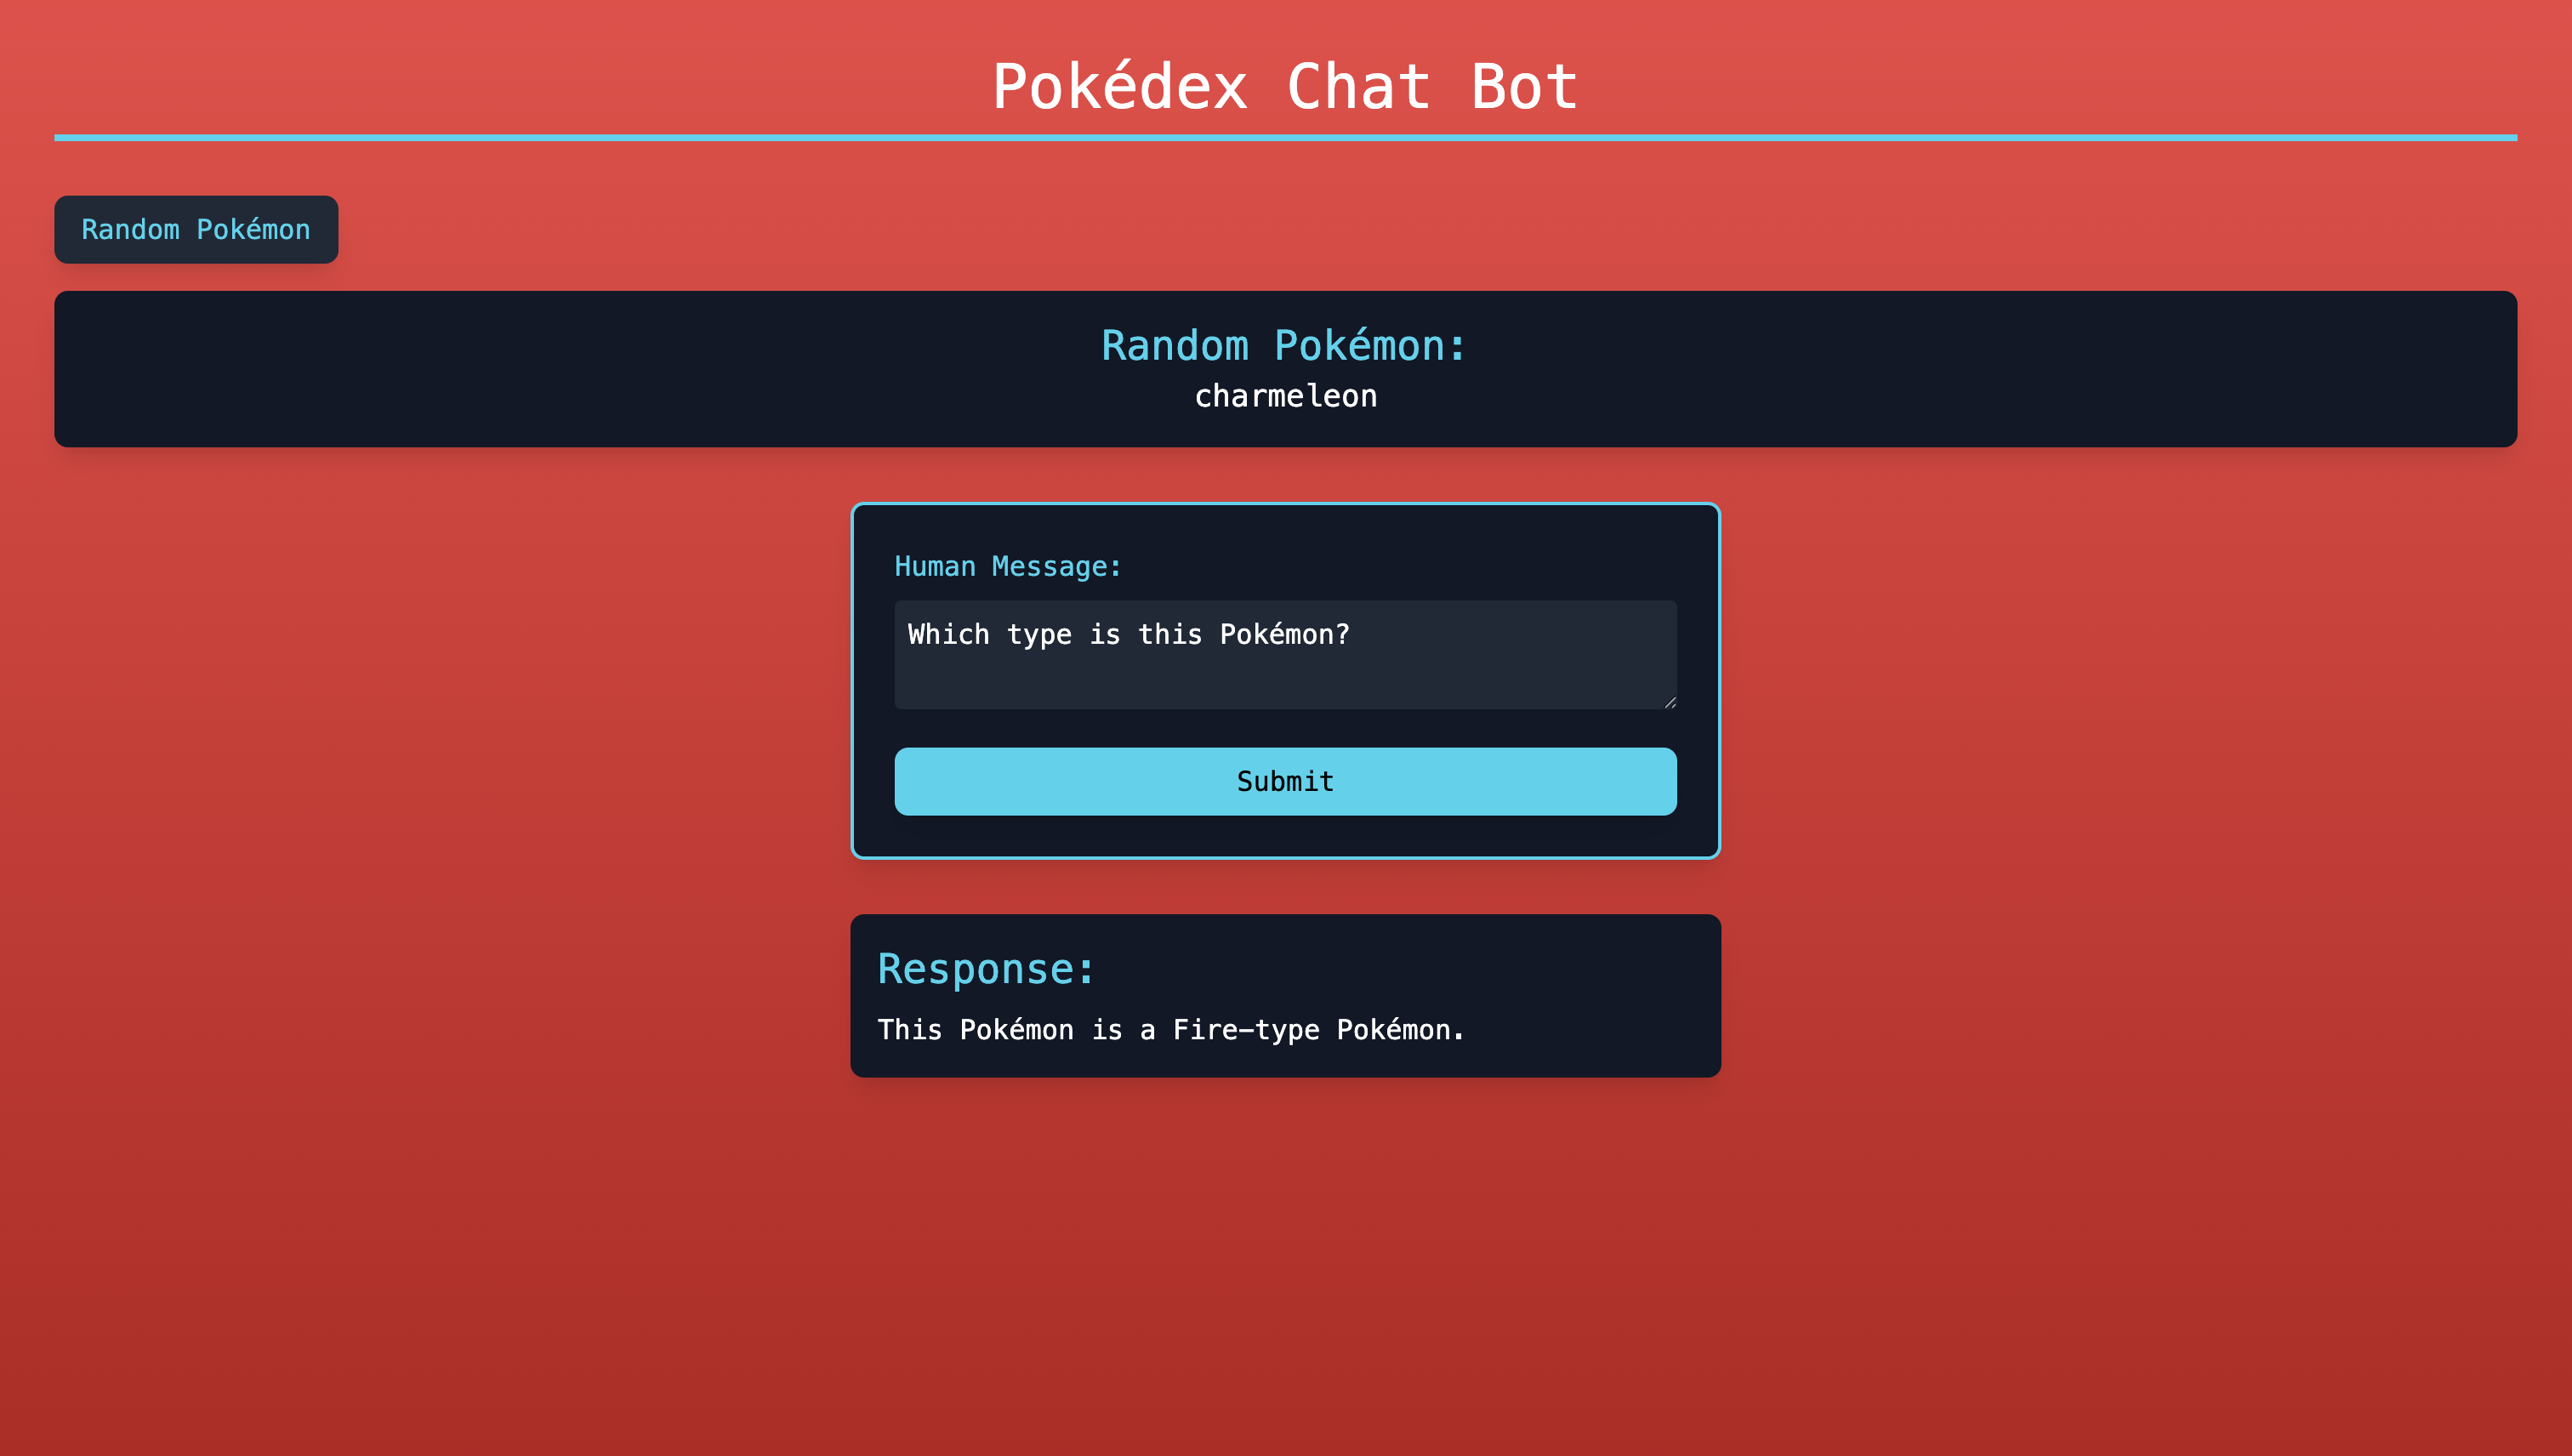 Pokédex Chat Bot
Random Pokémon
Random Pokémon:
charmeleon
Human Message:
Which type is this Pokémon?
Submit
Response:
This Pokémon is a Fire-type Pokémon.